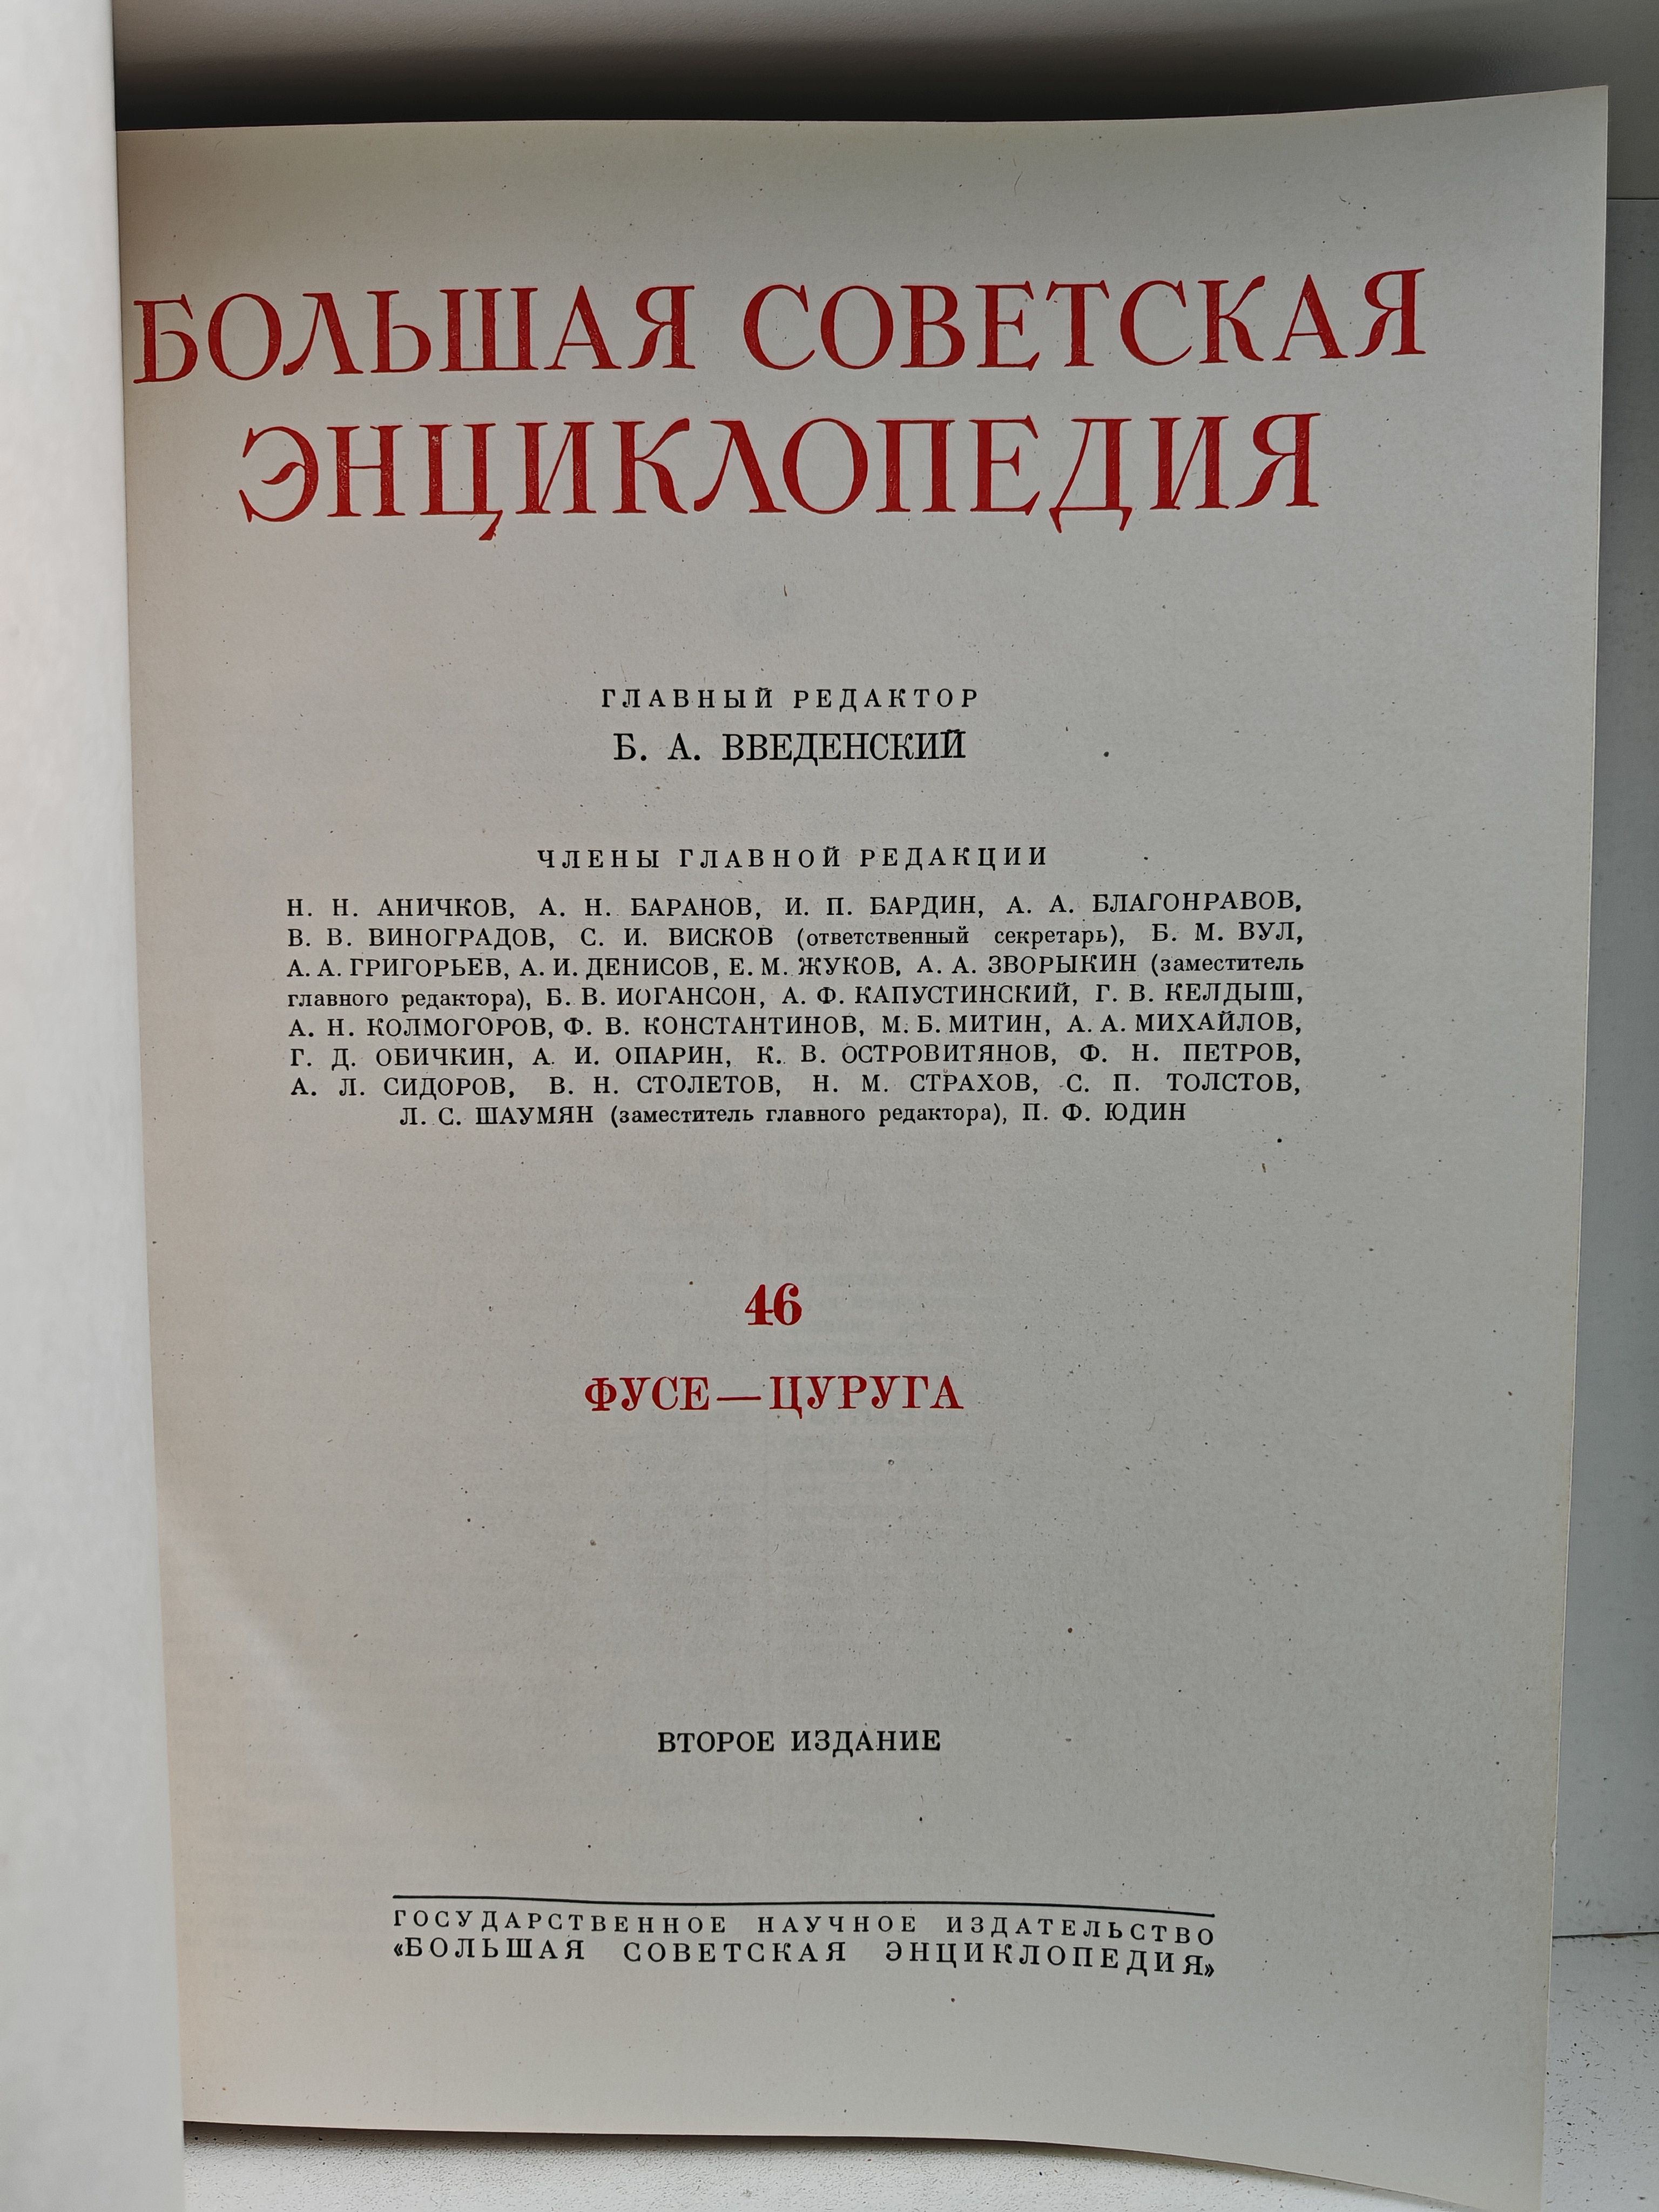 БОЛЬШАЯ СОВЕТСКАЯ
ЭНЦИКЛОПЕДИЯ
ГЛАВНЫЙ РЕДАКТОР
Б. А. ВВЕДЕНСКИЙ
ЧЛЕНЫ ГЛАВНОЙ РЕДАКЦИИ
Н. Н. АНИЧКОВ, А. Н. БАРАНОВ, И. П. БАРДИН, А. А. БЛАГОНРАВОВ,
В. В. ВИНОГРАДОВ, С. И. ВИСКОВ (ответственный секретарь), Б. М. ВУЛ,
А. А. ГРИГОРЬЕВ, А. И. ДЕНИСОВ, Е. М. ЖУКОВ, А. А. ЗВОРЫКИН (заместитель
главного редактора), Б. В. ИОГАНСОН, А. Ф. КАПУСТИНСКИЙ, Г. В. КЕЛДЫШ,
А. Н. КОЛМОГОРОВ, Ф. В. КОНСТАНТИНОВ, М. Б. МИТИН, А. А. МИХАЙЛОВ,
Г. Д. ОБИЧКИН, А. И. ОПАРИН, К. В. ОСТРОВИТЯНОВ, Ф. Н. ПЕТРОВ,
А. Л. СИДОРОВ, В. Н. СТОЛЕТОВ, Н. М. СТРАХОВ, С. П. ТОЛСТОВ,
Л. С. ШАУМЯН (заместитель главного редактора), П. Ф. ЮДИН
46
ФУСЕ—ЦУРУГА
ВТОРОЕ ИЗДАНИЕ
ГОСУДАРСТВЕННОЕ НАУЧНОЕ ИЗДАТЕЛЬСТВО
«БОЛЬШАЯ СОВЕТСКАЯ ЭНЦИКЛОПЕДИЯ»